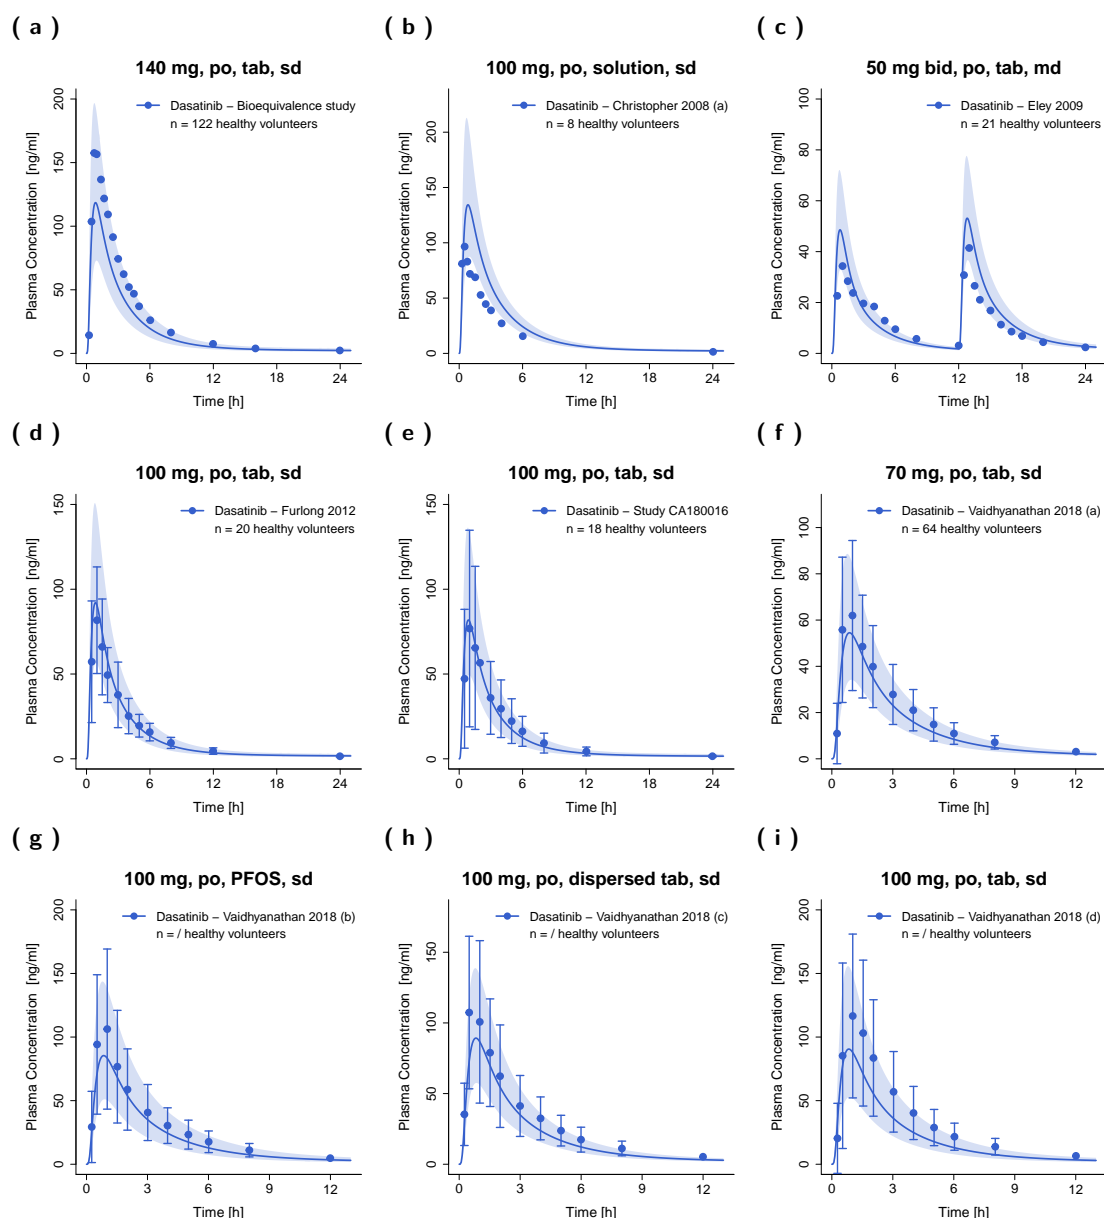 ( a )
140 mg, po, tab, sd
Dasatinib – Bioequivalence study
n = 122 healthy volunteers
Plasma Concentration [ng/ml]
200
150
100
50
0
0 6 12 18 24
Time [h]
( b )
100 mg, po, solution, sd
Dasatinib – Christopher 2008 (a)
n = 8 healthy volunteers
Plasma Concentration [ng/ml]
200
150
100
50
0
0 6 12 18 24
Time [h]
( c )
50 mg bid, po, tab, md
Dasatinib – Eley 2009
n = 21 healthy volunteers
Plasma Concentration [ng/ml]
100
80
60
40
20
0
0 6 12 18 24
Time [h]
( d )
100 mg, po, tab, sd
Dasatinib – Furlong 2012
n = 20 healthy volunteers
Plasma Concentration [ng/ml]
150
100
50
0
0 6 12 18 24
Time [h]
( e )
100 mg, po, tab, sd
Dasatinib – Study CA180016
n = 18 healthy volunteers
Plasma Concentration [ng/ml]
150
100
50
0
0 6 12 18 24
Time [h]
( f )
70 mg, po, tab, sd
Dasatinib – Vaidhyanathan 2018 (a)
n = 64 healthy volunteers
Plasma Concentration [ng/ml]
100
80
60
40
20
0
0 3 6 9 12
Time [h]
( g )
100 mg, po, PFOS, sd
Dasatinib – Vaidhyanathan 2018 (b)
n = / healthy volunteers
Plasma Concentration [ng/ml]
200
150
100
50
0
0 3 6 9 12
Time [h]
( h )
100 mg, po, dispersed tab, sd
Dasatinib – Vaidhyanathan 2018 (c)
n = / healthy volunteers
Plasma Concentration [ng/ml]
150
100
50
0
0 3 6 9 12
Time [h]
( i )
100 mg, po, tab, sd
Dasatinib – Vaidhyanathan 2018 (d)
n = / healthy volunteers
Plasma Concentration [ng/ml]
200
150
100
50
0
0 3 6 9 12
Time [h]